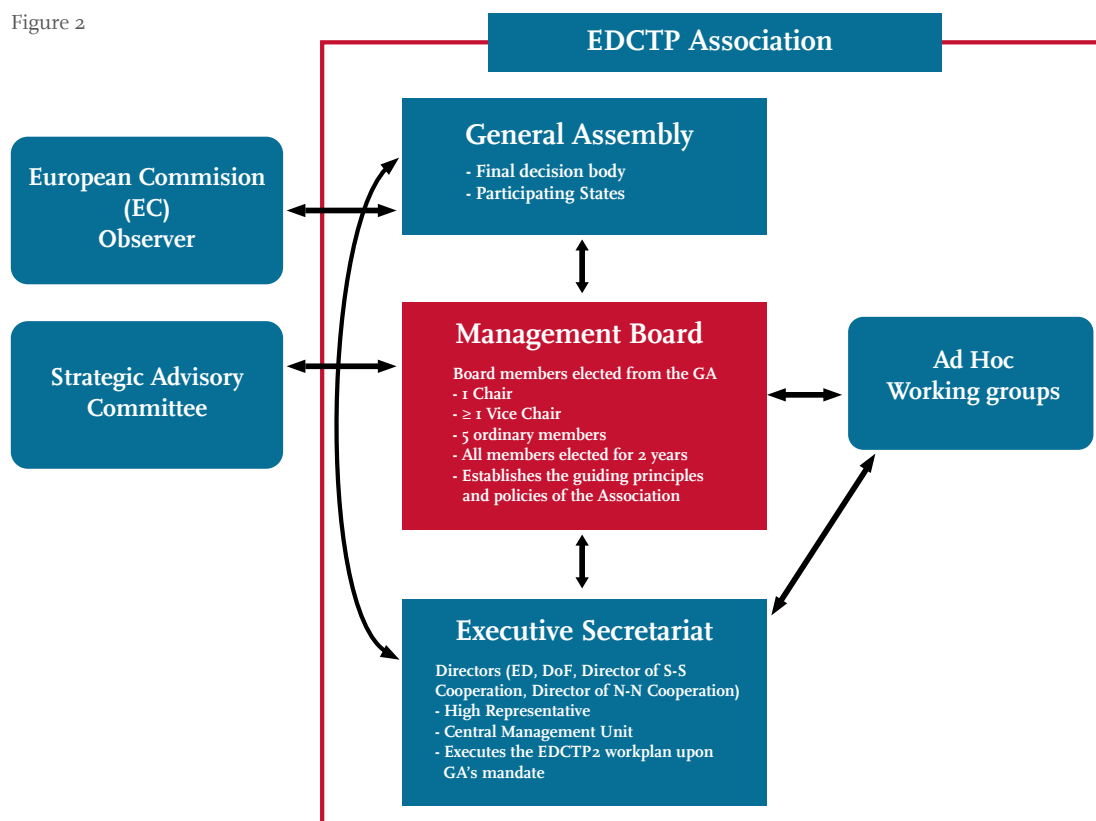 Figure 2
EDCTP Association
General Assembly
- Final decision body
- Participating States
European Commision
(EC)
Observer
Management Board
Board members elected from the GA
- 1 Chair
- ≥ 1 Vice Chair
- 5 ordinary members
- All members elected for 2 years
- Establishes the guiding principles
and policies of the Association
Strategic Advisory
Committee
Ad Hoc
Working groups
Executive Secretariat
Directors (ED, DoF, Director of S-S
Cooperation, Director of N-N Cooperation)
- High Representative
- Central Management Unit
- Executes the EDCTP2 workplan upon
GA's mandate